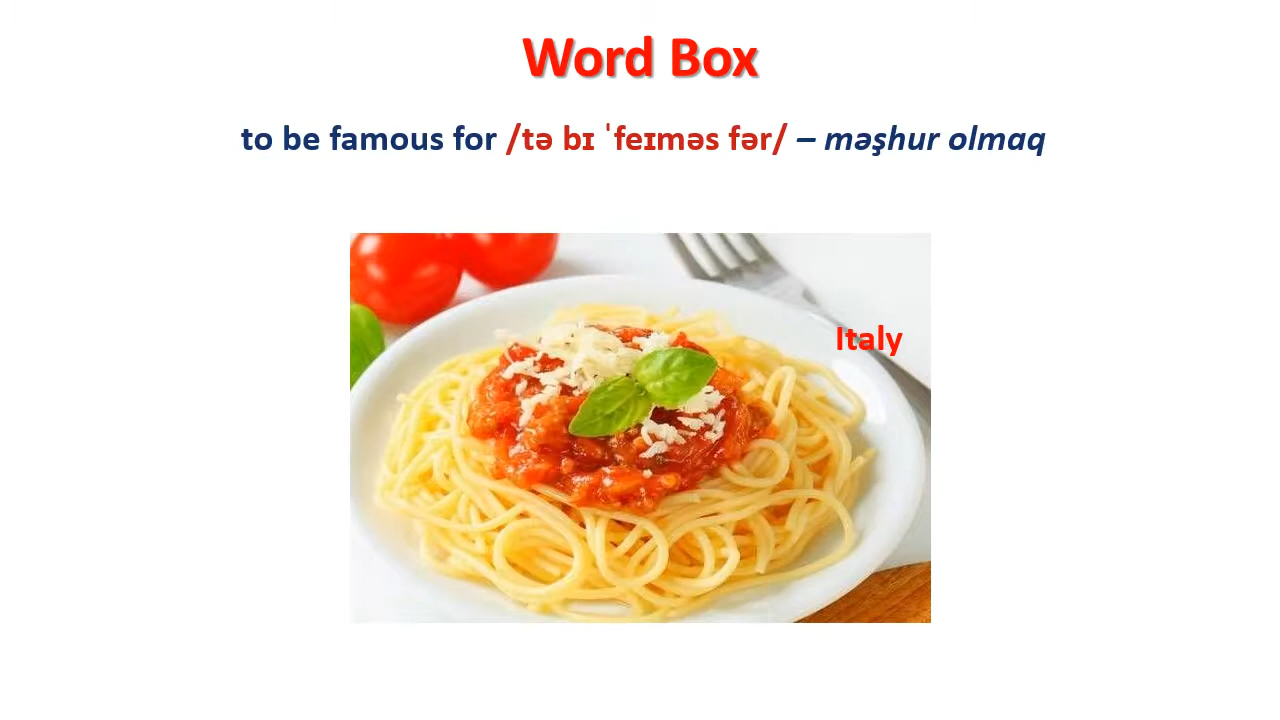 Word Box
to be famous for /tə bɪ ˈfeɪməs fər/ – məşhur olmaq
Italy